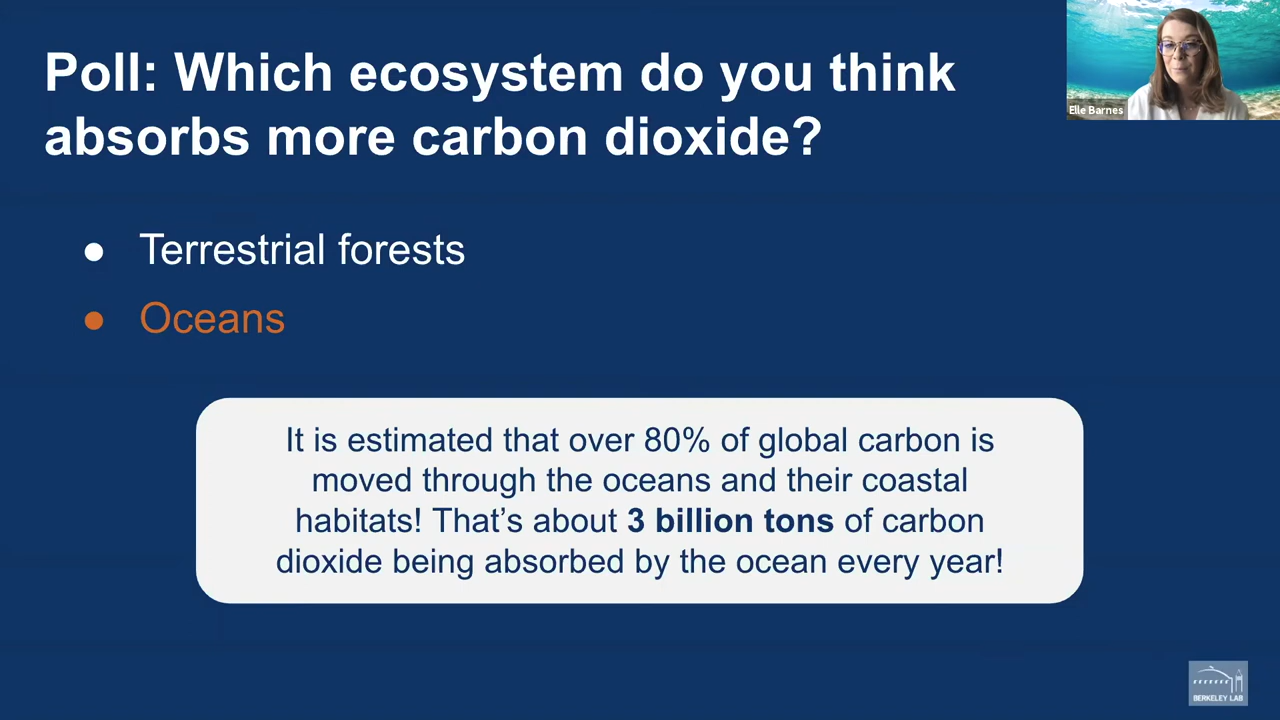 Poll: Which ecosystem do you think
absorbs more carbon dioxide?
Elle Barnes
● Terrestrial forests
● Oceans
It is estimated that over 80% of global carbon is
moved through the oceans and their coastal
habitats! That’s about 3 billion tons of carbon
dioxide being absorbed by the ocean every year!
BERKELEY LAB